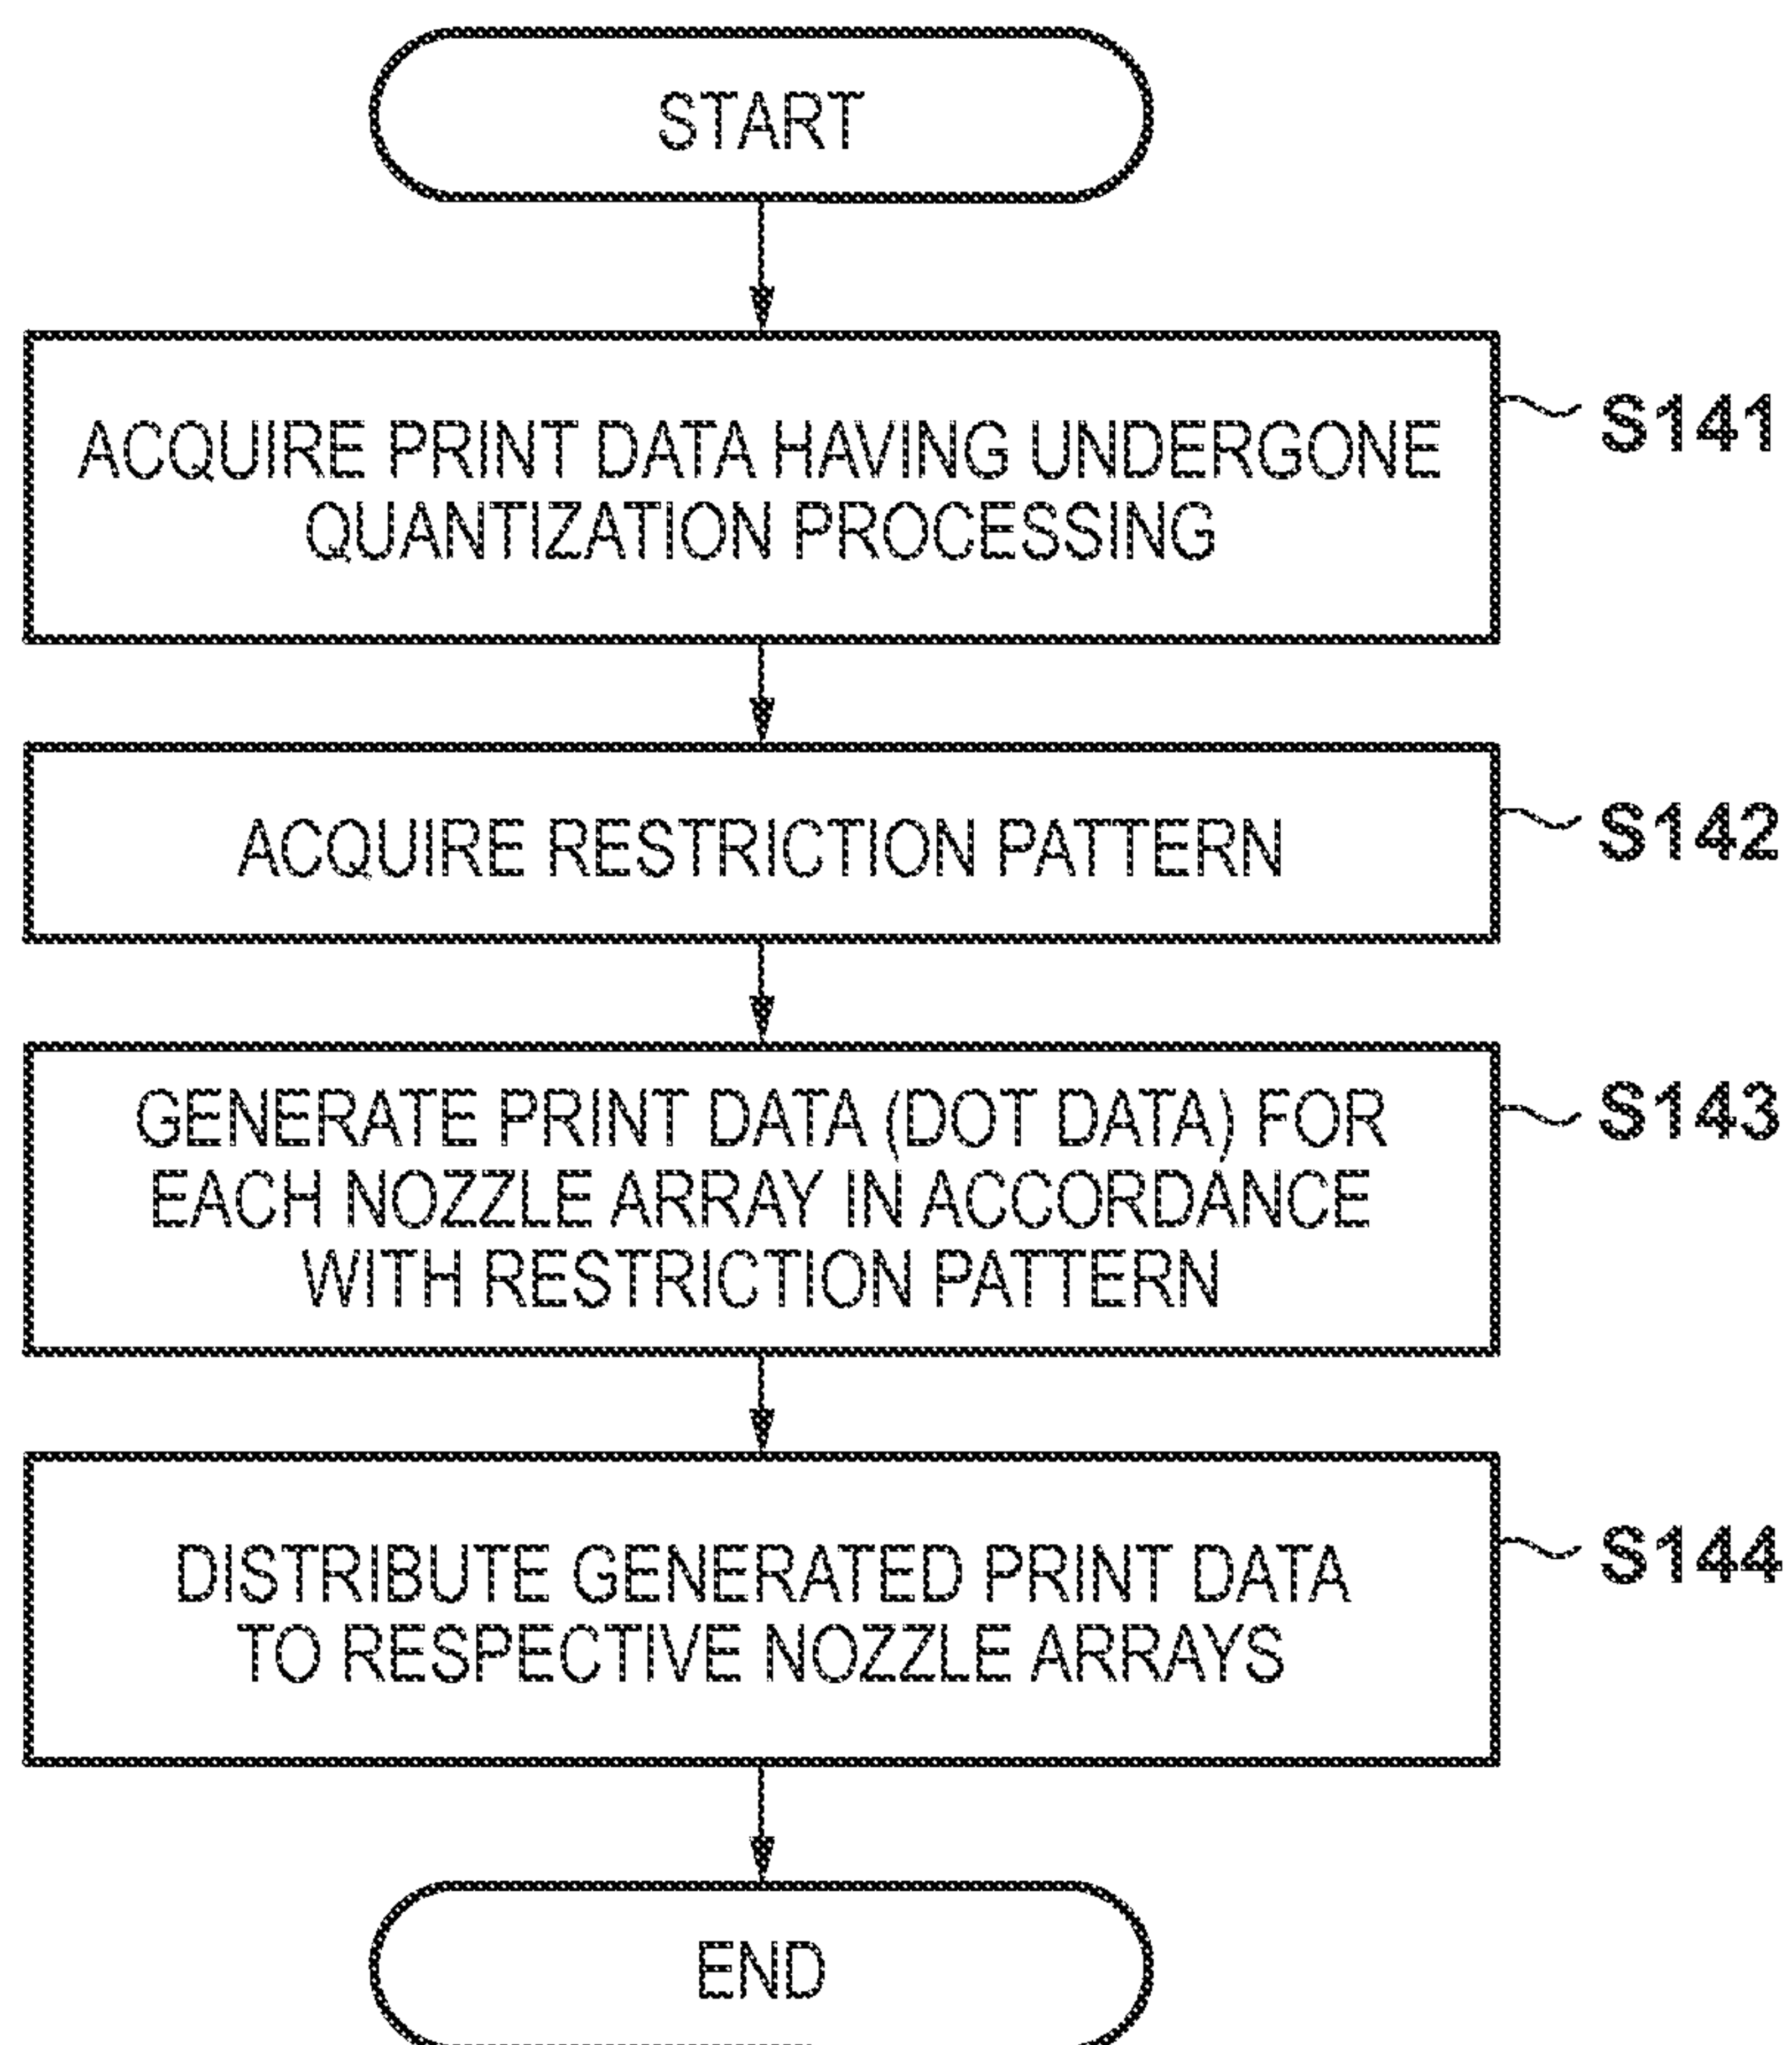 START
ACQUIRE PRINT DATA HAVING UNDERGONE
QUANTIZATION PROCESSING
S141
ACQUIRE RESTRICTION PATTERN
S142
GENERATE PRINT DATA (DOT DATA) FOR
EACH NOZZLE ARRAY IN ACCORDANCE
WITH RESTRICTION PATTERN
S143
DISTRIBUTE GENERATED PRINT DATA
TO RESPECTIVE NOZZLE ARRAYS
S144
END